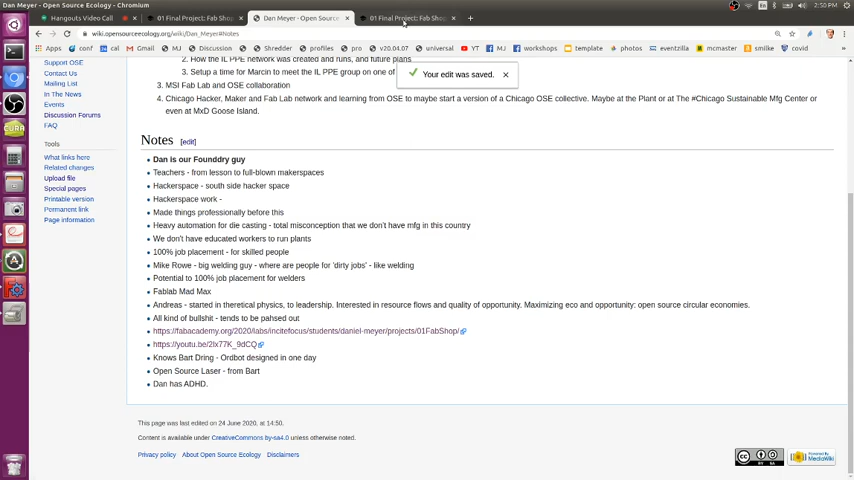 Dan Meyer - Open Source Ecology - Chromium
En
2:50 PM
Hangouts Video Call
01 Final Project: Fab Shop
Dan Meyer - Open Source
01 Final Project: Fab Shop
wiki.opensourceecology.org/wiki/Dan_Meyer#Notes
Apps
conf
cal
Gmail
MJ
Discussion
Shredder
profiles
pro
v20.04.07
ubuntu
YT
MJ
mcmaster
MJ
workshops
template
photos
eventzilla
smilke
covid
2. How the IL PPE network was created and runs, and future plans
3. Setup a time for Marcin to meet the IL PPE group on one of
3. MSI Fab Lab and OSE collaboration
4. Chicago Hacker, Maker and Fab Lab network and learning from OSE to maybe start a version of a Chicago OSE collective. Maybe at the Plant or at The #Chicago Sustainable Mfg Center or
even at MxD Goose Island.
Your edit was saved.
Support OSE
Contact Us
Mailing List
In The News
Events
Discussion Forums
FAQ
Tools
What links here
Related changes
Upload file
Special pages
Printable version
Permanent link
Page information
Notes [edit]
Dan is our Founddry guy
Teachers - from lesson to full-blown makerspaces
Hackerspace - south side hacker space
Hackerspace work -
Made things professionally before this
Heavy automation for die casting - total misconception that we don't have mfg in this country
We don't have educated workers to run plants
100% job placement - for skilled people
Mike Rowe - big welding guy - where are people for 'dirty jobs' - like welding
Potential to 100% job placement for welders
Fablab Mad Max
Andreas - started in theretical physics, to leadership. Interested in resource flows and quality of opportunity. Maximizing eco and opportunity: open source circular economies.
All kind of bullshit - tends to be pahsed out
https://fabacademy.org/2020/labs/incitefocus/students/daniel-meyer/projects/01FabShop/
https://youtu.be/2lx77K_9dCQ
Knows Bart Dring - Ordbot designed in one day
Open Source Laser - from Bart
Dan has ADHD.
This page was last edited on 24 June 2020, at 14:50.
Content is available under CreativeCommons by-sa4.0 unless otherwise noted.
Privacy policy
About Open Source Ecology
Disclaimers